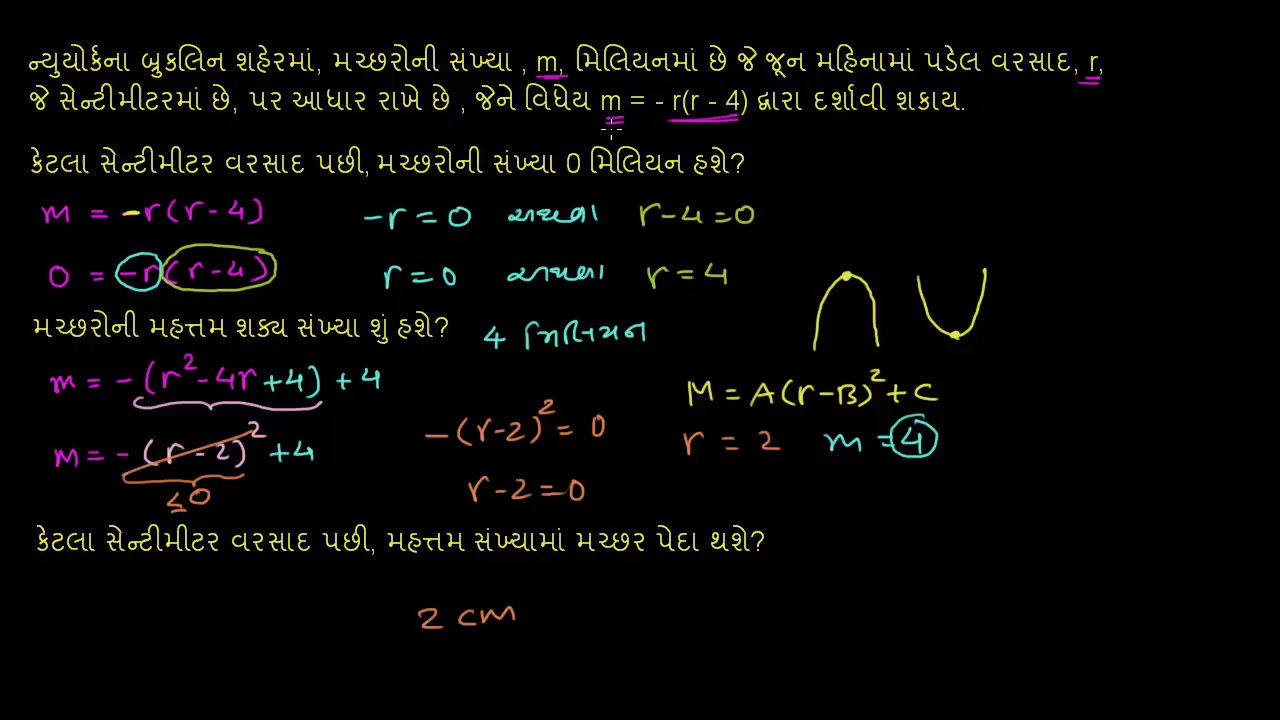 ન્યુયોર્કના બ્રુકલિન શહેરમાં, મચ્છરોની સંખ્યા , m, મિલિયનમાં છે જે જૂન મહિનામાં પડેલ વરસાદ, r,
જે સેન્ટીમીટરમાં છે, પર આધાર રાખે છે , જેને વિધેય m = - r(r - 4) દ્વારા દર્શાવી શકાય.
કેટલા સેન્ટીમીટર વરસાદ પછી, મચ્છરોની સંખ્યા 0 મિલિયન હશે?
m = -r(r-4) -r = 0 અથવા r-4=0
0 = -r(r-4) r=0 અથવા r=4
મચ્છરોની મહત્તમ શક્ય સંખ્યા શું હશે? 4 મિલિયન
m = -(r²-4r+4)+4
M = A(r-B)²+C
m = -(r-2)²+4 -(r-2)² = 0 r = 2 m = 4
≤0 r-2=0
કેટલા સેન્ટીમીટર વરસાદ પછી, મહત્તમ સંખ્યામાં મચ્છર પેદા થશે?
2 cm